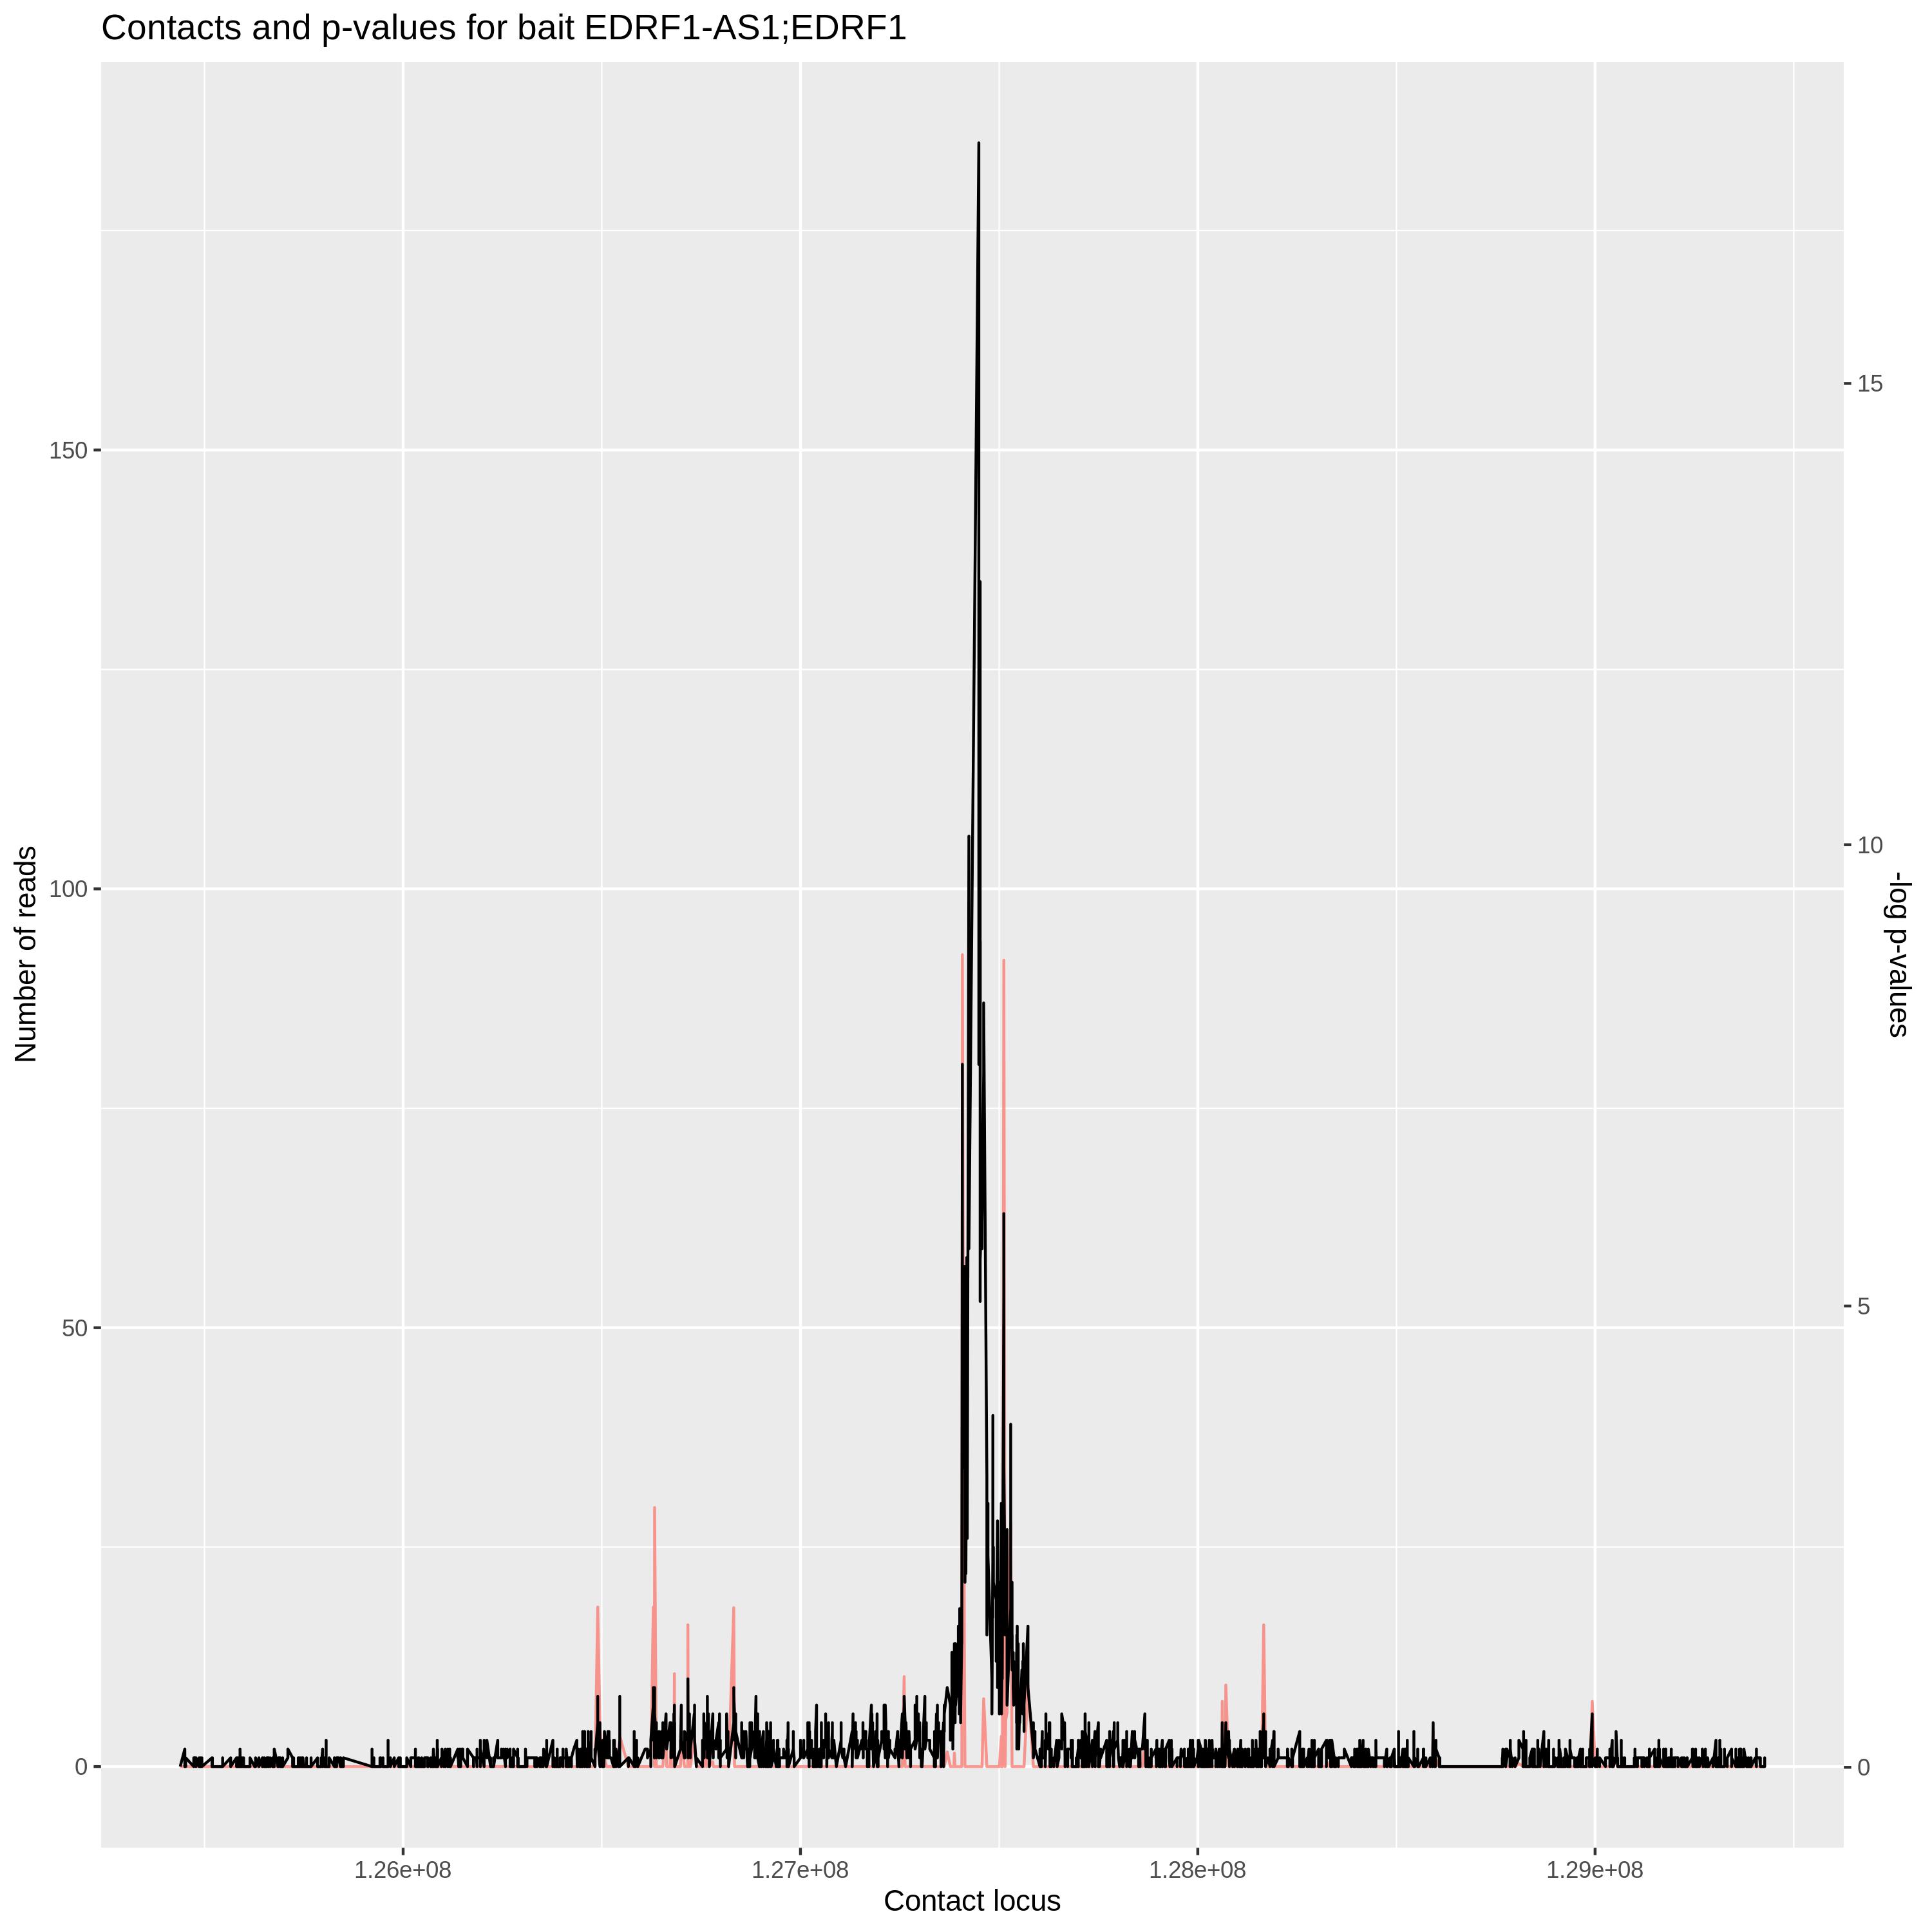 Contacts and p-values for bait EDRF1-AS1;EDRF1
Number of reads
150
100
50
0
15
10
5
0
-log p-values
1.26e+08
1.27e+08
1.28e+08
1.29e+08
Contact locus